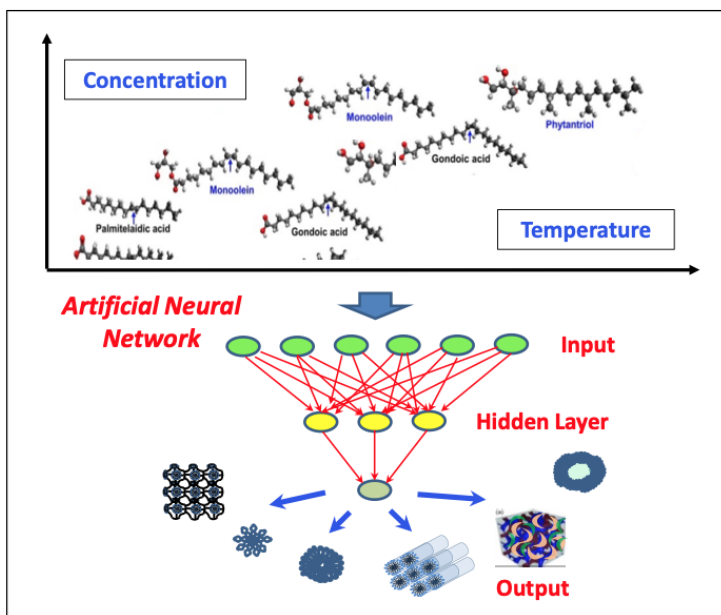 Concentration
Monoolein
Phytantriol
Gondoic acid
Monoolein
Palmitelaidic acid
Gondoic acid
Temperature
Artificial Neural
Network
Input
Hidden Layer
Output